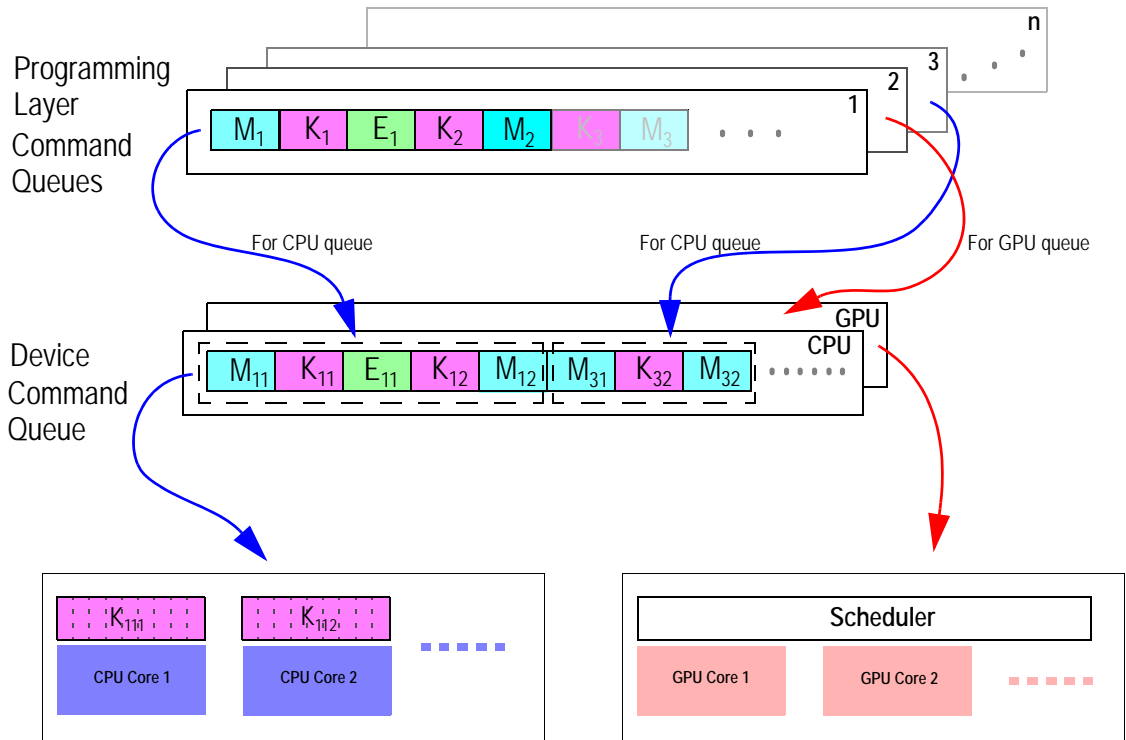 n
3
2
1
Programming
Layer
Command
Queues
M₁ K₁ E₁ K₂ M₂ K₃ M₃
For CPU queue
For CPU queue
For GPU queue
GPU
CPU
Device
Command
Queue
M₁₁ K₁₁ E₁₁ K₁₂ M₁₂ M₃₁ K₃₂ M₃₂
K₁₁₁
K₁₁₂
CPU Core 1
CPU Core 2
Scheduler
GPU Core 1
GPU Core 2